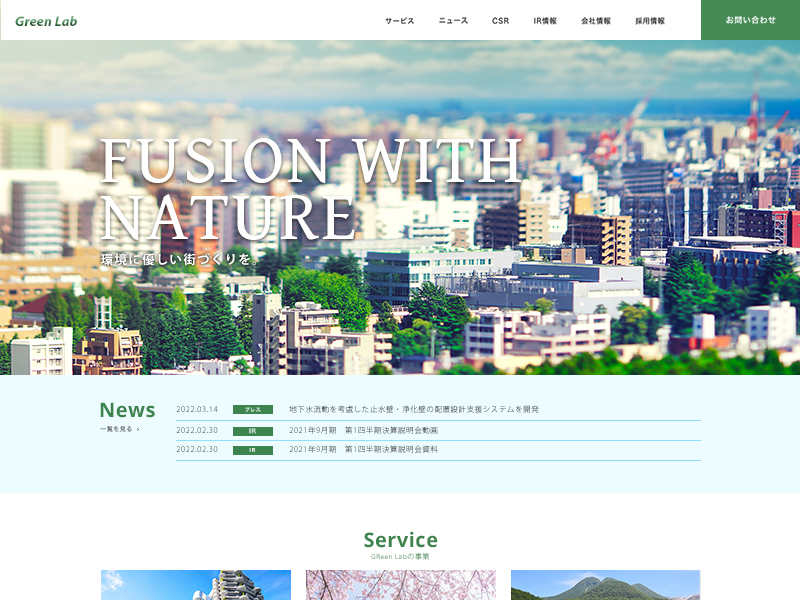 Green Lab
サービス ニュース CSR IR情報 会社情報 採用情報 お問い合わせ
FUSION WITH
NATURE
環境に優しい街づくりを。
News
一覧を見る ›
2022.03.14 プレス 地下水流動を考慮した止水壁・浄化壁の配置設計支援システムを開発
2022.02.30 IR 2021年9月期 第1四半期決算説明会動画
2022.02.30 IR 2021年9月期 第1四半期決算説明会資料
Service
GReen Labの事業